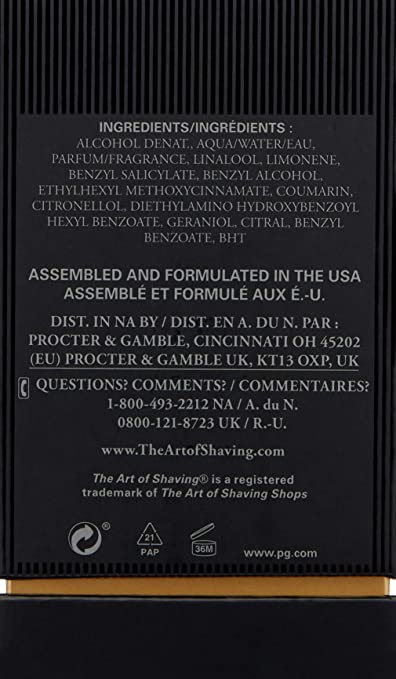 INGREDIENTS/INGRÉDIENTS :
ALCOHOL DENAT., AQUA/WATER/EAU,
PARFUM/FRAGRANCE, LINALOOL, LIMONENE,
BENZYL SALICYLATE, BENZYL ALCOHOL,
ETHYLHEXYL METHOXYCINNAMATE, COUMARIN,
CITRONELLOL, DIETHYLAMINO HYDROXYBENZOYL
HEXYL BENZOATE, GERANIOL, CITRAL, BENZYL
BENZOATE, BHT
ASSEMBLED AND FORMULATED IN THE USA
ASSEMBLÉ ET FORMULÉ AUX É.-U.
DIST. IN NA BY / DIST. EN A. DU N. PAR :
PROCTER & GAMBLE, CINCINNATI OH 45202
(EU) PROCTER & GAMBLE UK, KT13 OXP, UK
QUESTIONS? COMMENTS? / COMMENTAIRES?
1-800-493-2212 NA / A. du N.
0800-121-8723 UK / R.-U.
www.TheArtofShaving.com
The Art of Shaving® is a registered
trademark of The Art of Shaving Shops
® 21 36M www.pg.com
PAP